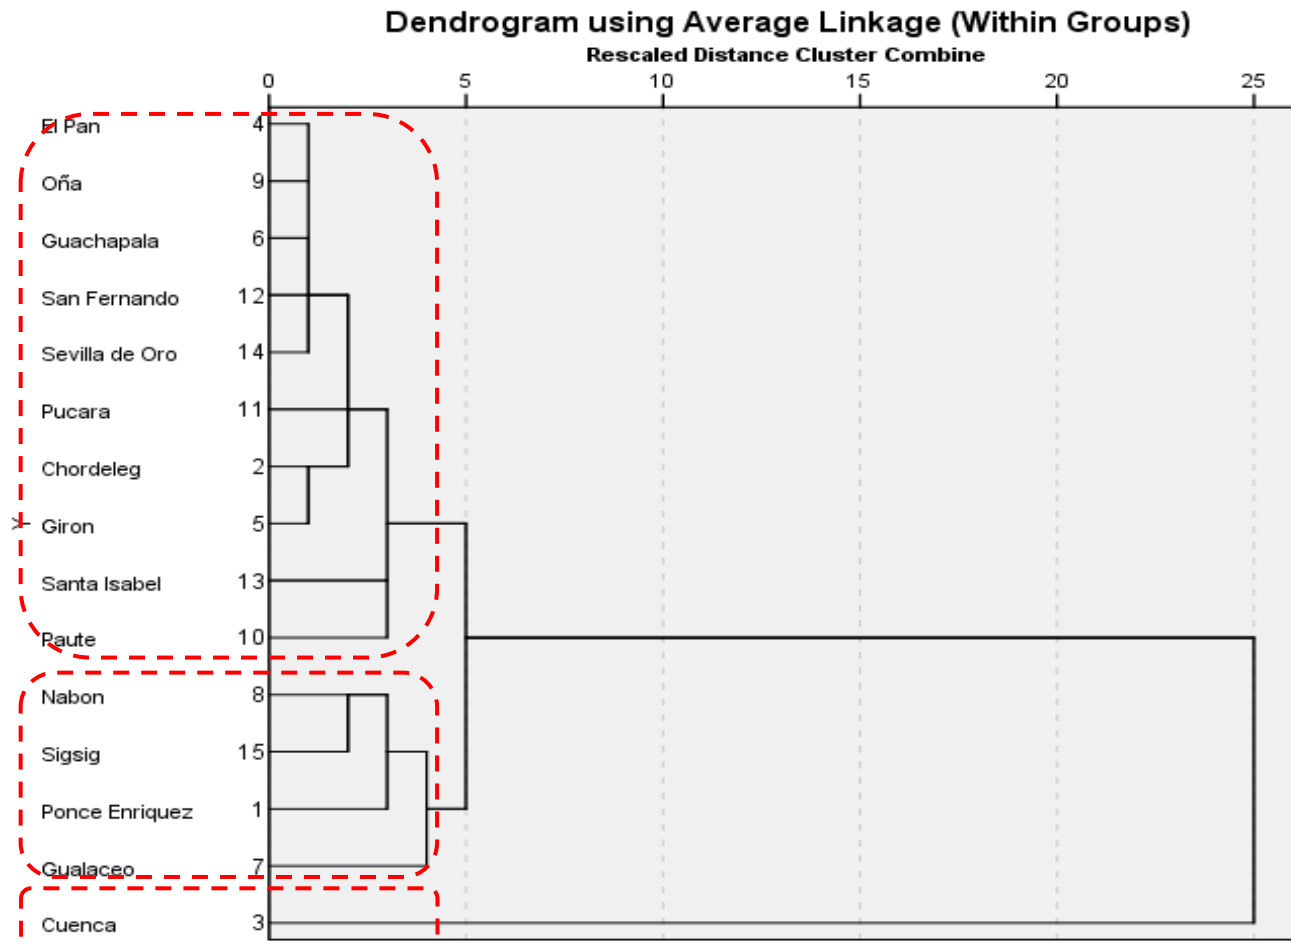 Dendrogram using Average Linkage (Within Groups)
Rescaled Distance Cluster Combine
0 5 10 15 20 25
El Pan 4
Oña 9
Guachapala 6
San Fernando 12
Sevilla de Oro 14
Pucara 11
Chordeleg 2
Y Giron 5
Santa Isabel 13
Paute 10
Nabon 8
Sigsig 15
Ponce Enriquez 1
Gualaceo 7
Cuenca 3